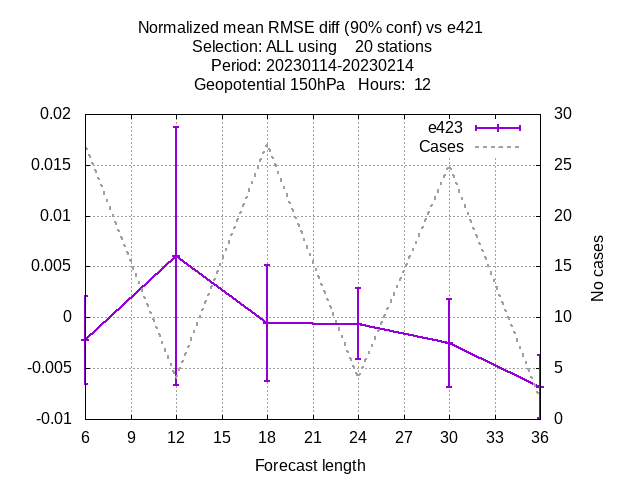 Normalized mean RMSE diff (90% conf) vs e421
Selection: ALL using    20 stations
Period: 20230114-20230214
Geopotential 150hPa   Hours:  12
0.02
0.015
0.01
0.005
0
-0.005
-0.01
30
25
20
15
10
5
0
e423
Cases
No cases
6 9 12 15 18 21 24 27 30 33 36
Forecast length